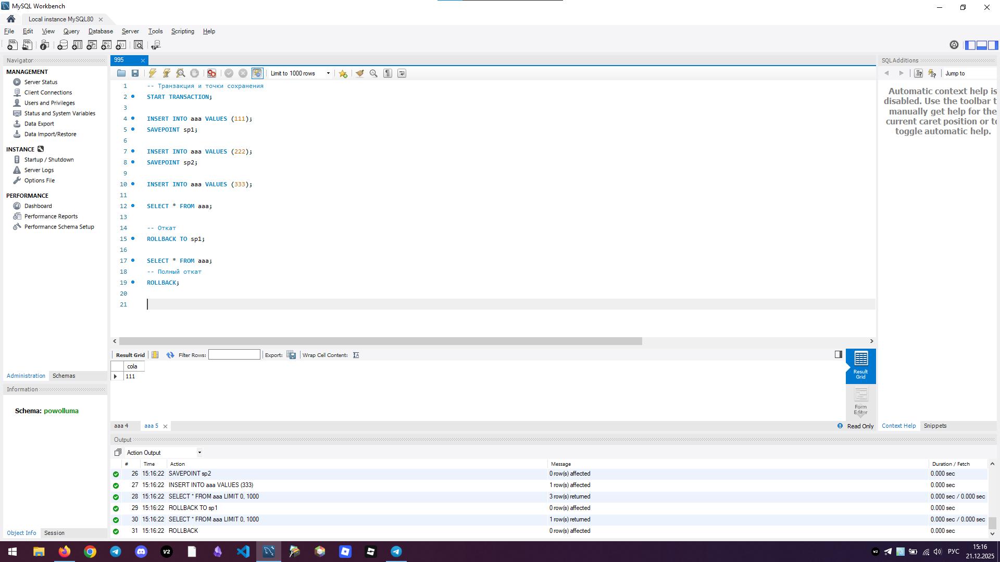 MySQL Workbench
Local instance MySQL80
File Edit View Query Database Server Tools Scripting Help
Navigator
MANAGEMENT
Server Status
Client Connections
Users and Privileges
Status and System Variables
Data Export
Data Import/Restore
INSTANCE
Startup / Shutdown
Server Logs
Options File
PERFORMANCE
Dashboard
Performance Reports
Performance Schema Setup
Administration Schemas
Information
Schema: powolluma
Object Info Session
995
Limit to 1000 rows
1 -- Транзакция и точки сохранения
2 START TRANSACTION;
3
4 INSERT INTO aaa VALUES (111);
5 SAVEPOINT sp1;
6
7 INSERT INTO aaa VALUES (222);
8 SAVEPOINT sp2;
9
10 INSERT INTO aaa VALUES (333);
11
12 SELECT * FROM aaa;
13
14 -- Откат
15 ROLLBACK TO sp1;
16
17 SELECT * FROM aaa;
18 -- Полный откат
19 ROLLBACK;
20
21
Result Grid Filter Rows: Export: Wrap Cell Content:
cola
111
Result
Grid
Form
Editor
aaa 4 aaa 5 Read Only
SQLAdditions
Jump to
Automatic context help is
disabled. Use the toolbar t
manually get help for the
current caret position or to
toggle automatic help.
Context Help Snippets
Output
Action Output
# Time Action Message Duration / Fetch
26 15:16:22 SAVEPOINT sp2 0 row(s) affected 0.000 sec
27 15:16:22 INSERT INTO aaa VALUES (333) 1 row(s) affected 0.000 sec
28 15:16:22 SELECT * FROM aaa LIMIT 0, 1000 3 row(s) returned 0.000 sec / 0.000 sec
29 15:16:22 ROLLBACK TO sp1 0 row(s) affected 0.000 sec
30 15:16:22 SELECT * FROM aaa LIMIT 0, 1000 1 row(s) returned 0.000 sec / 0.000 sec
31 15:16:22 ROLLBACK 0 row(s) affected 0.000 sec
V2
V2
РУС
15:16
21.12.2025